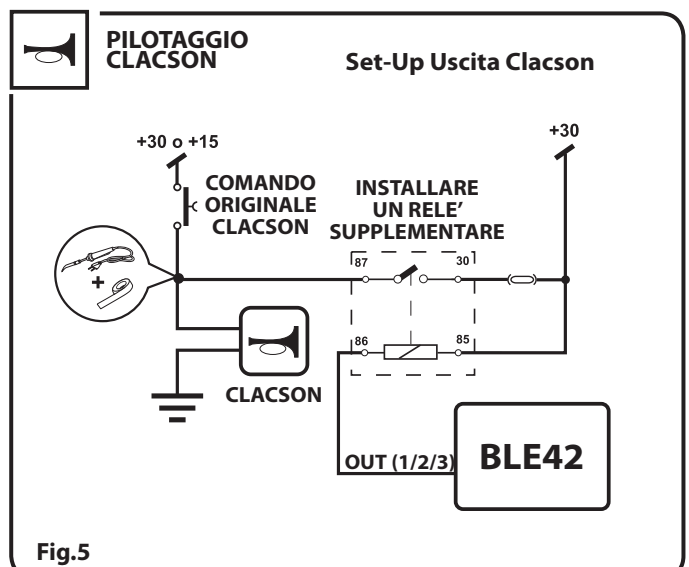 PILOTAGGIO
CLACSON
Set-Up Uscita Clacson
+30 o +15
+30
COMANDO
ORIGINALE
CLACSON
INSTALLARE
UN RELE’
SUPPLEMENTARE
87
30
+
86
85
CLACSON
OUT (1/2/3)
BLE42
Fig.5